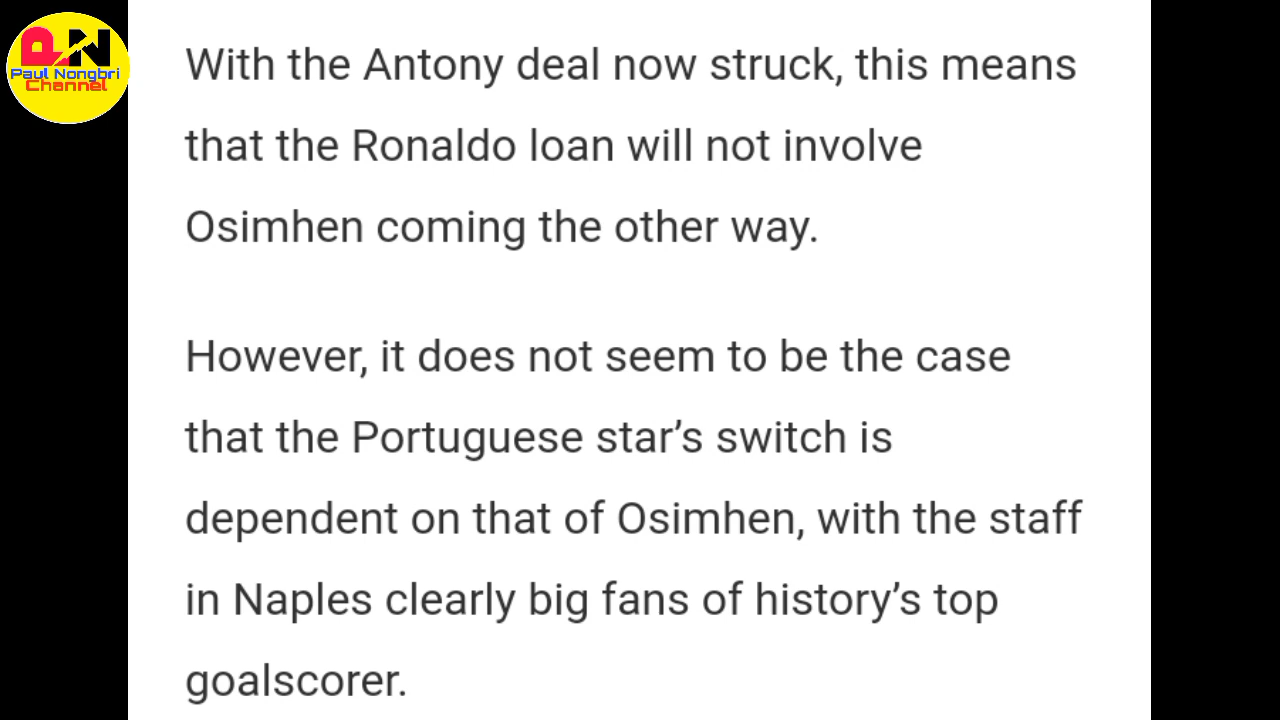 PN
Paul Nongbri
Channel
With the Antony deal now struck, this means
that the Ronaldo loan will not involve
Osimhen coming the other way.
However, it does not seem to be the case
that the Portuguese star’s switch is
dependent on that of Osimhen, with the staff
in Naples clearly big fans of history’s top
goalscorer.